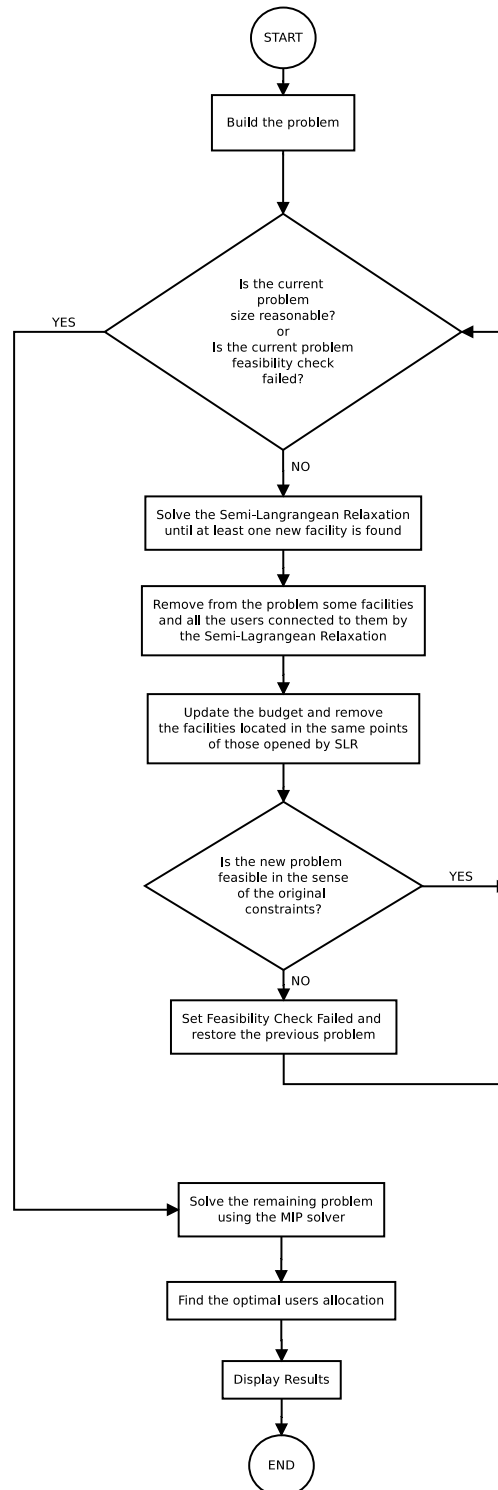 START
Build the problem
Is the current
problem
size reasonable?
or
Is the current problem
feasibility check
failed?
YES
NO
Solve the Semi-Langrangean Relaxation
until at least one new facility is found
Remove from the problem some facilities
and all the users connected to them by
the Semi-Lagrangean Relaxation
Update the budget and remove
the facilities located in the same points
of those opened by SLR
Is the new problem
feasible in the sense
of the original
constraints?
YES
NO
Set Feasibility Check Failed and
restore the previous problem
Solve the remaining problem
using the MIP solver
Find the optimal users allocation
Display Results
END